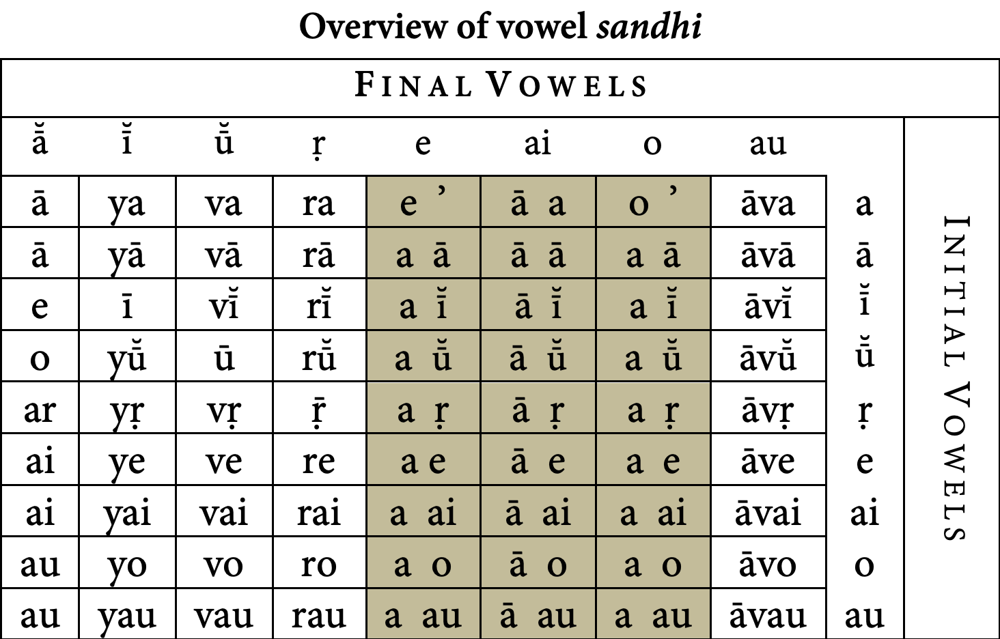 Overview of vowel sandhi
FINAL VOWELS
ā̆ ī̆ ū̆ ṛ e ai o au
ā ya va ra e ’ ā a o ’ āva a
ā yā vā rā a ā ā ā a ā āvā ā
e ī vī̆ rī̆ a ī̆ ā ī̆ a ī̆ āvī̆ ī̆
o yū̆ ū rū̆ a ū̆ ā ū̆ a ū̆ āvū̆ ū̆
ar yṛ vṛ ṝ a ṛ ā ṛ a ṛ āvṛ ṛ
ai ye ve re a e ā e a e āve e
ai yai vai rai a ai ā ai a ai āvai ai
au yo vo ro a o ā o a o āvo o
au yau vau rau a au ā au a au āvau au
INITIAL VOWELS